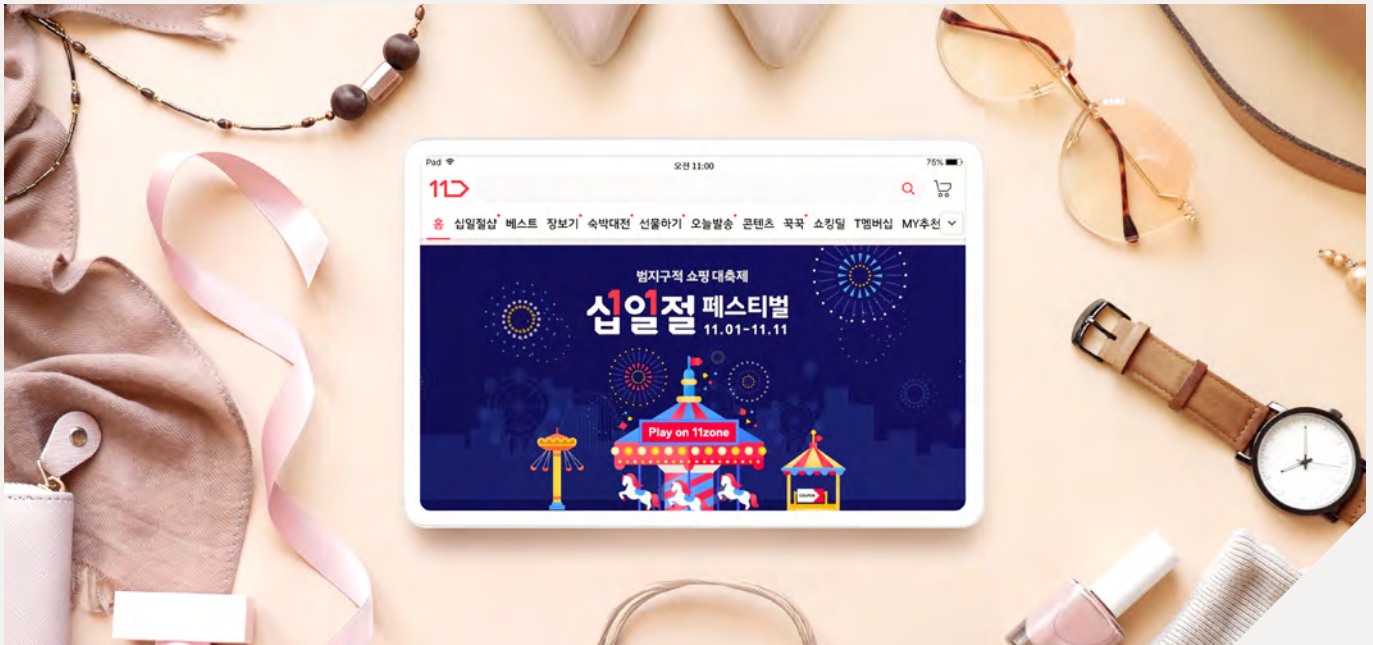 Pad
오전 11:00
75%
11
홈 십일절샵 베스트 장보기 숙박대전 선물하기 오늘발송 콘텐츠 꾹꾹 쇼킹딜 T멤버십 MY추천
범지구적 쇼핑 대축제
십일절 페스티벌
11.01-11.11
Play on 11zone
COUPON